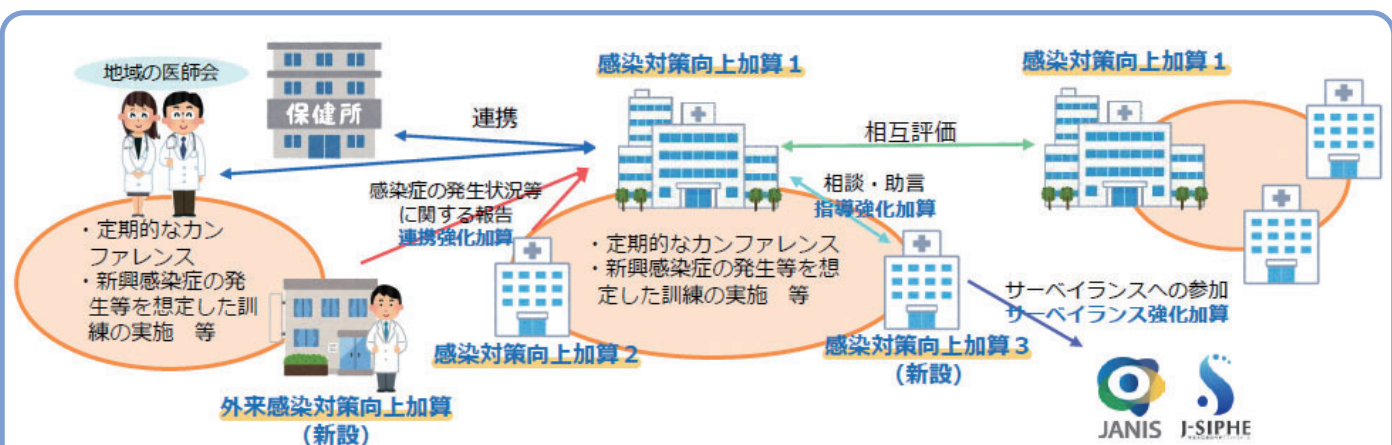 地域の医師会
保健所
連携
感染対策向上加算１
感染対策向上加算１
相互評価
感染症の発生状況等
に関する報告
連携強化加算
相談・助言
指導強化加算
・定期的なカン
ファレンス
・新興感染症の発
生等を想定した訓
練の実施　等
・定期的なカンファレンス
・新興感染症の発生等を想
定した訓練の実施　等
サーベイランスへの参加
サーベイランス強化加算
感染対策向上加算２
感染対策向上加算３
(新設)
外来感染対策向上加算
(新設)
JANIS
J-SIPHE